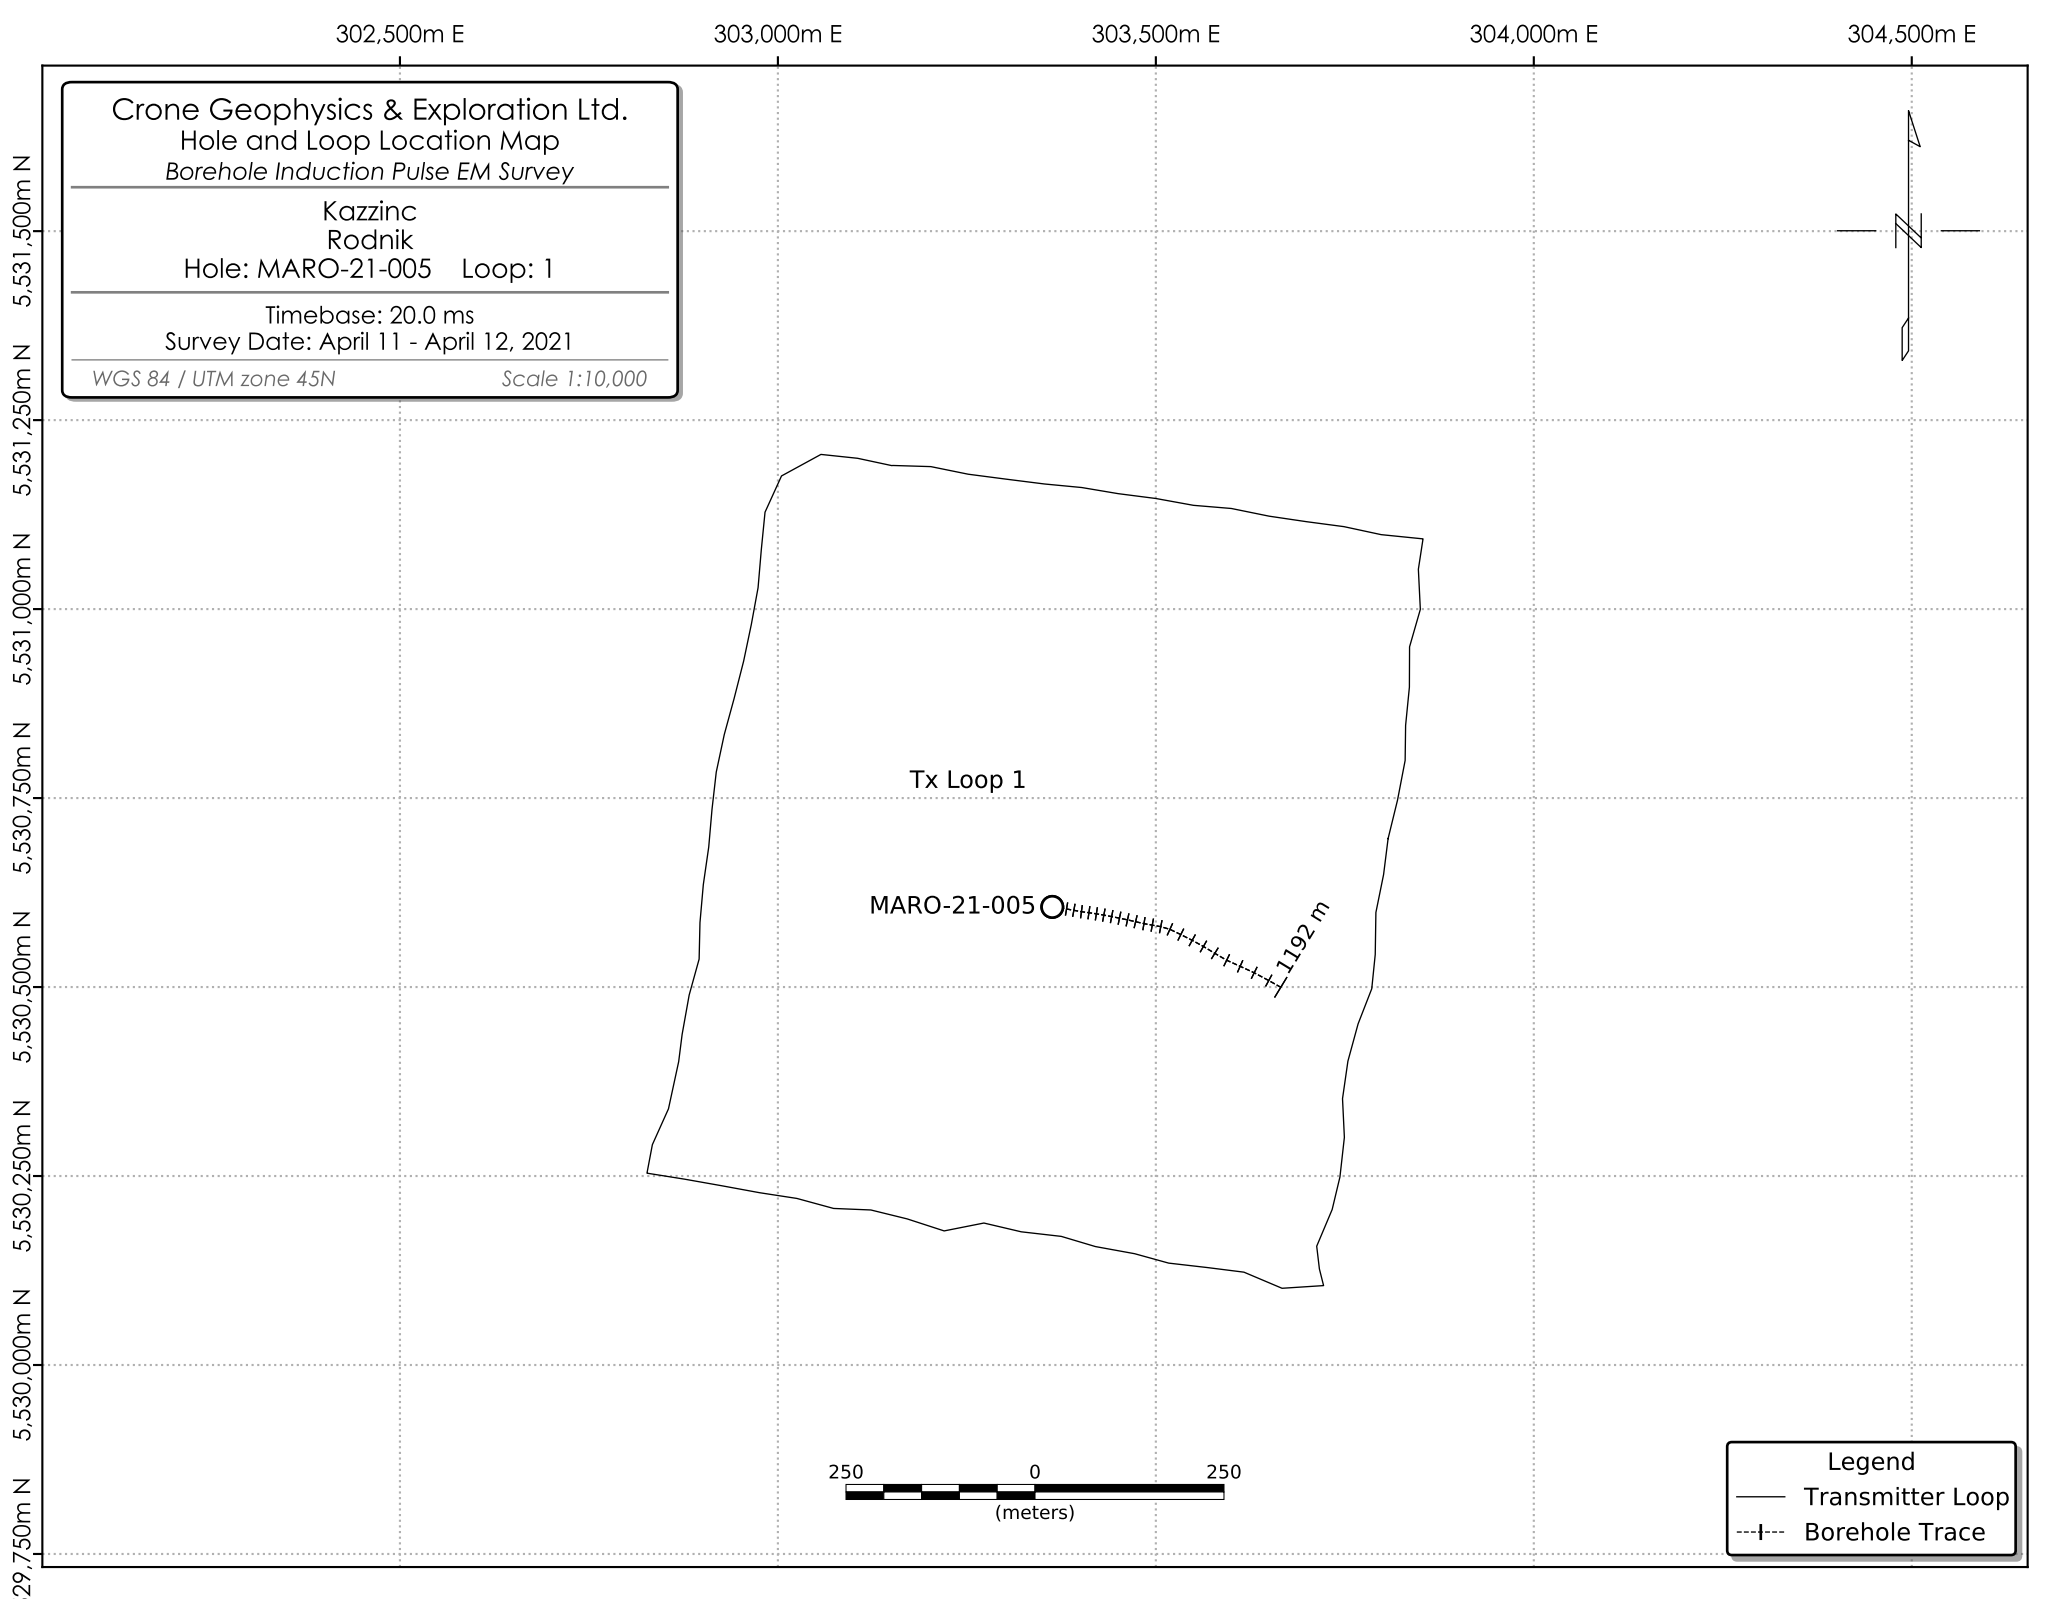 302,500m E 303,000m E 303,500m E 304,000m E 304,500m E
Crone Geophysics & Exploration Ltd.
Hole and Loop Location Map
Borehole Induction Pulse EM Survey
Kazzinc
Rodnik
Hole: MARO-21-005 Loop: 1
Timebase: 20.0 ms
Survey Date: April 11 - April 12, 2021
WGS 84 / UTM zone 45N Scale 1:10,000
N
5,531,500m N
5,531,250m N
5,531,000m N
5,530,750m N
5,530,500m N
5,530,250m N
5,530,000m N
29,750m N
Tx Loop 1
MARO-21-005
1192 m
250 0 250
(meters)
Legend
Transmitter Loop
Borehole Trace